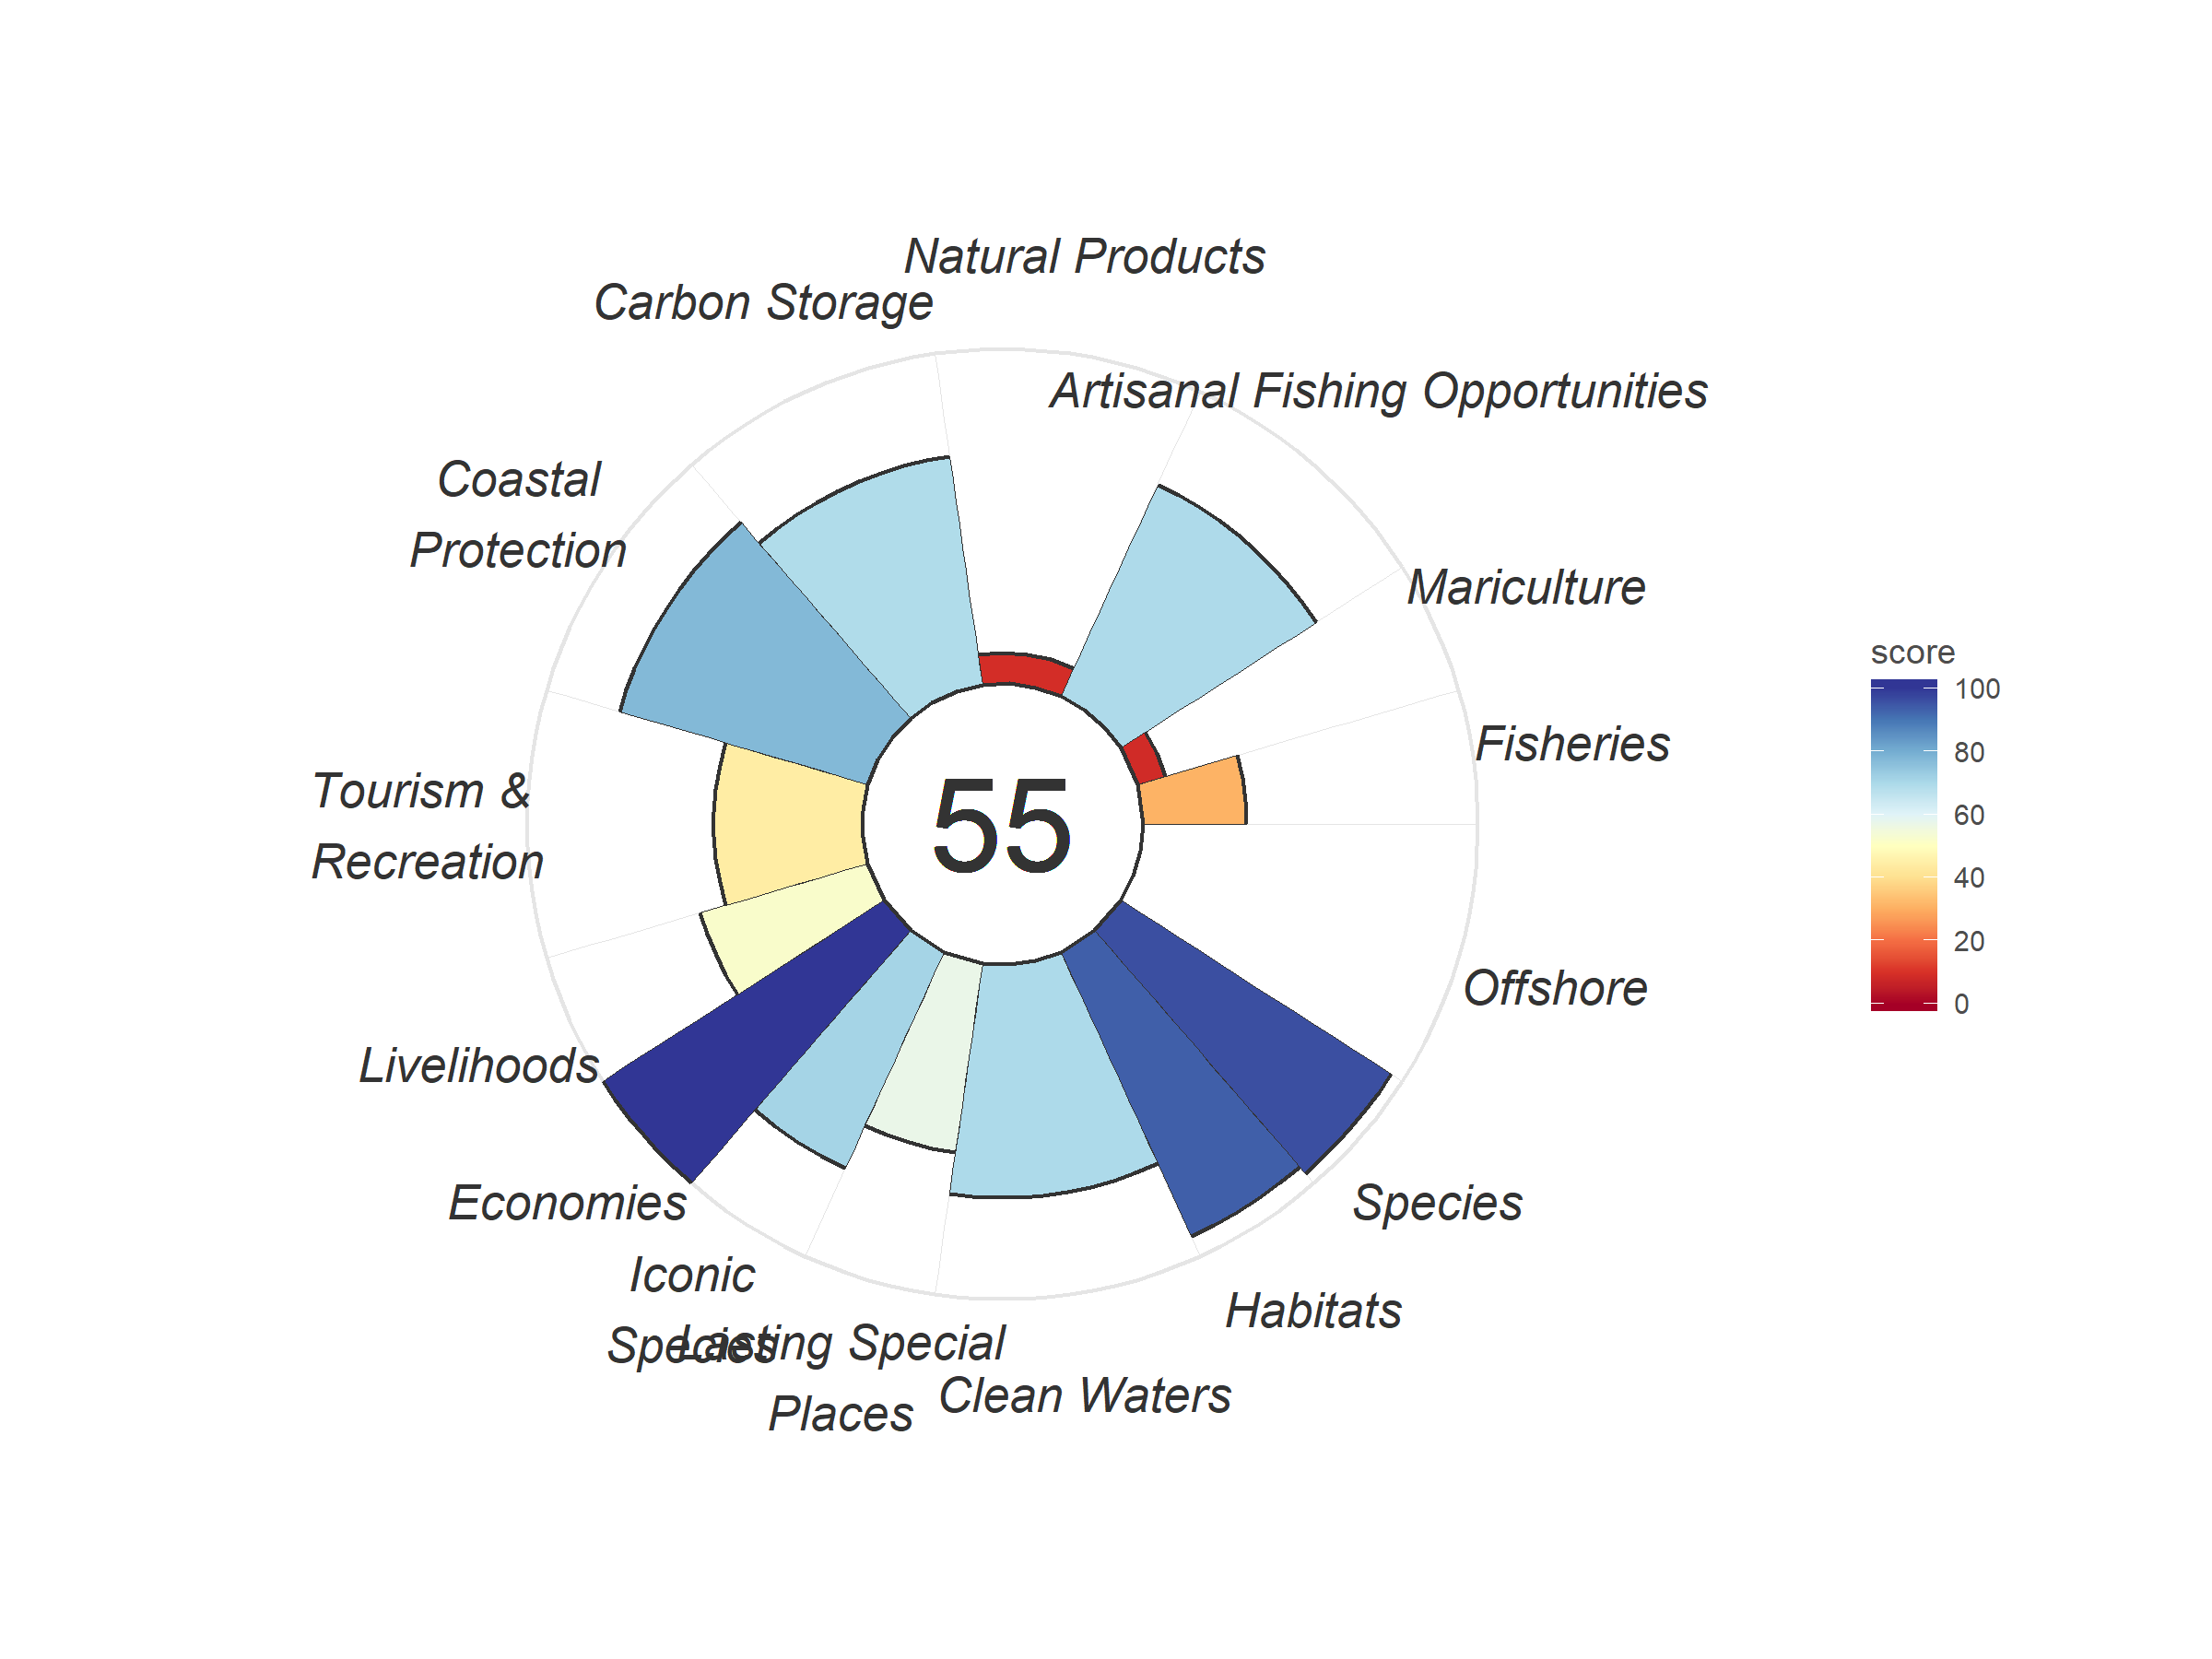 Natural Products
Carbon Storage
Artisanal Fishing Opportunities
Coastal
Protection
Mariculture
Fisheries
Tourism &
Recreation
55
Offshore
Livelihoods
Economies
Species
Iconic
Species
Habitats
Lasting Special
Places
Clean Waters
score
100
80
60
40
20
0